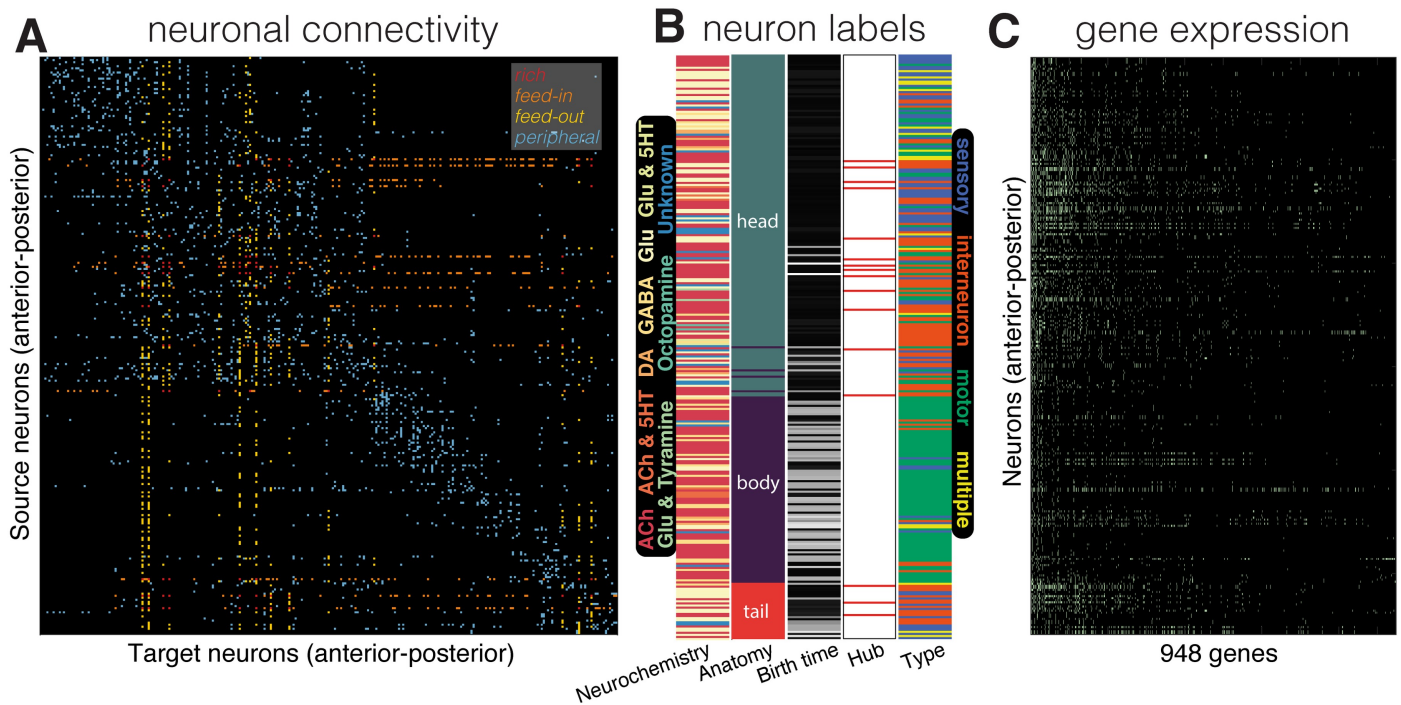 A neuronal connectivity
B neuron labels
C gene expression
rich
feed-in
feed-out
peripheral
Source neurons (anterior-posterior)
Target neurons (anterior-posterior)
ACh ACh & 5HT DA GABA Glu Glu & 5HT
Glu & Tyramine Octopamine Unknown
head
body
tail
Neurochemistry
Anatomy
Birth time
Hub
Type
sensory interneuron motor multiple
Neurons (anterior-posterior)
948 genes